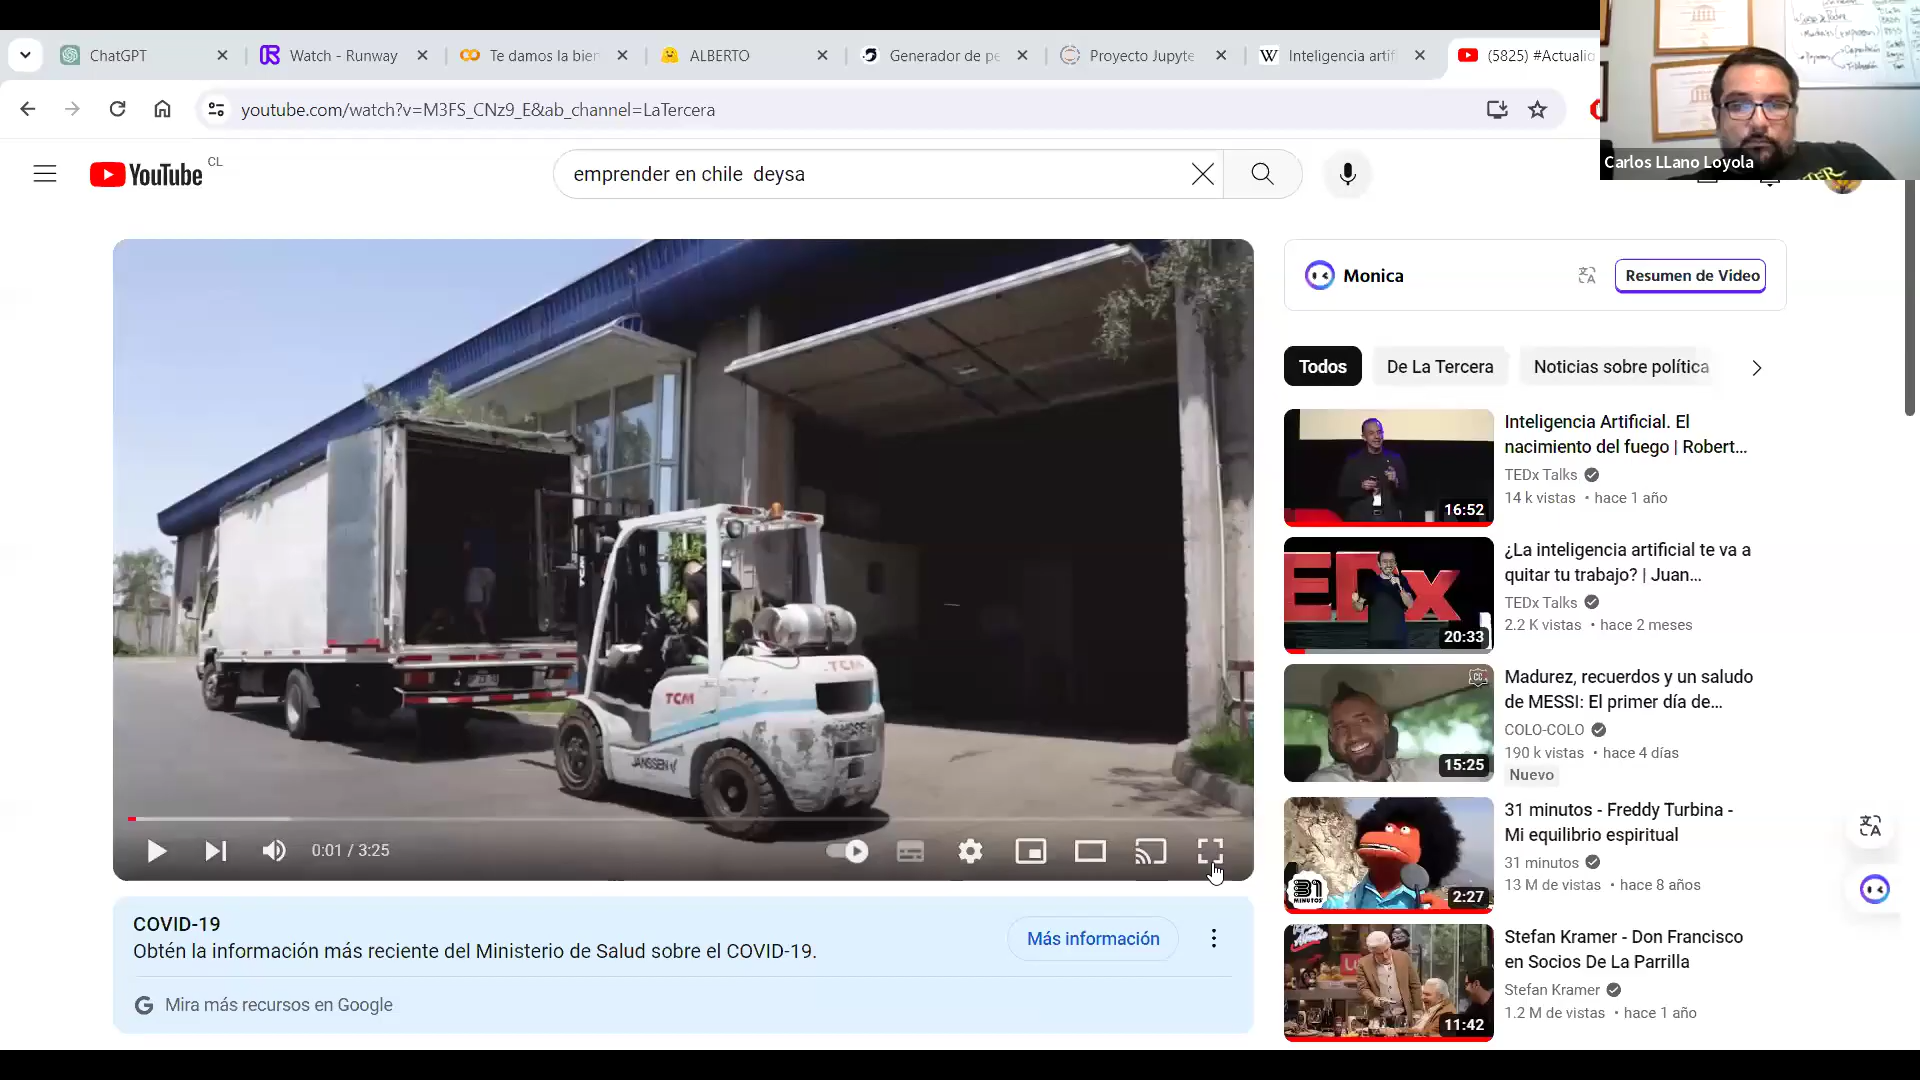 ChatGPT
Watch - Runway
Te damos la bien
ALBERTO
Generador de pe
Proyecto Jupyte
Inteligencia artif
(5825) #Actualid
youtube.com/watch?v=M3FS_CNz9_E&ab_channel=LaTercera
Carlos LLano Loyola
YouTube CL
emprender en chile  deysa
TCM
TCM
JANSSEN
0:01 / 3:25
COVID-19
Obtén la información más reciente del Ministerio de Salud sobre el COVID-19.
Más información
Mira más recursos en Google
Monica
Resumen de Video
Todos
De La Tercera
Noticias sobre política
16:52
Inteligencia Artificial. El
nacimiento del fuego | Robert...
TEDx Talks
14 k vistas • hace 1 año
20:33
¿La inteligencia artificial te va a
quitar tu trabajo? | Juan...
TEDx Talks
2.2 K vistas • hace 2 meses
CC
15:25
Madurez, recuerdos y un saludo
de MESSI: El primer día de...
COLO-COLO
190 k vistas • hace 4 días
Nuevo
31
MINUTOS
2:27
31 minutos - Freddy Turbina -
Mi equilibrio espiritual
31 minutos
13 M de vistas • hace 8 años
11:42
Stefan Kramer - Don Francisco
en Socios De La Parrilla
Stefan Kramer
1.2 M de vistas • hace 1 año